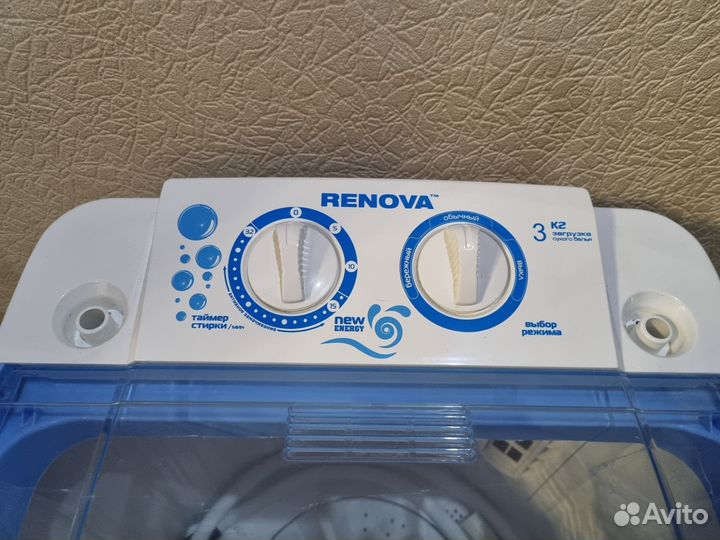 RENOVA™
0
5
10
15
32
таймер
стирки/мин
new
ENERGY
обычный
бережный
слив
3 кг
загрузка
сухого белья
выбор
режима
Avito